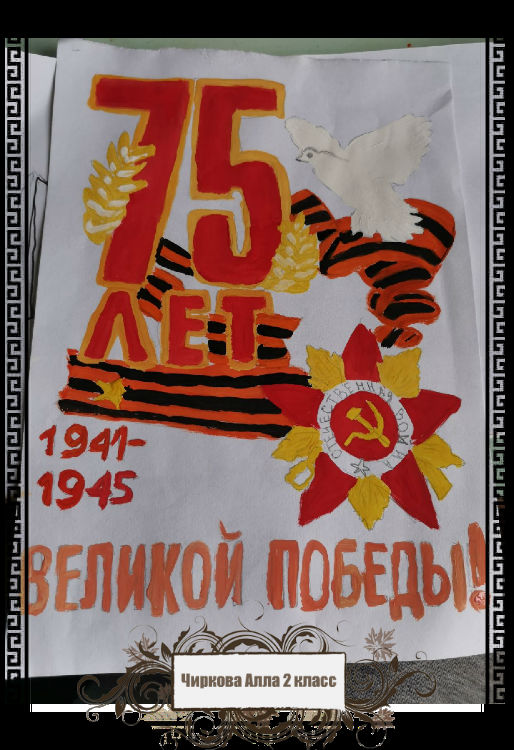 75
ЛЕТ
ОТЕЧЕСТВЕННАЯ ВОЙНА
1941-
1945
ВЕЛИКОЙ ПОБЕДЫ!
Чиркова Алла 2 класс